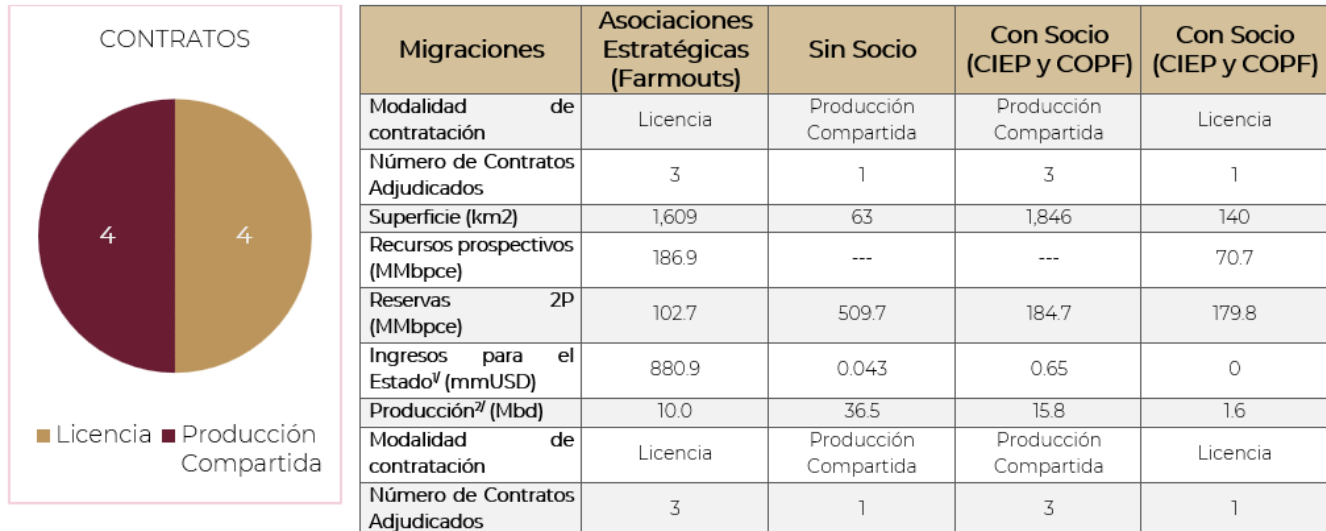 CONTRATOS
4
4
Licencia
Producción
Compartida
Migraciones
Asociaciones
Estratégicas
(Farmouts)
Sin Socio
Con Socio
(CIEP y COPF)
Con Socio
(CIEP y COPF)
Modalidad de
contratación
Licencia
Producción
Compartida
Producción
Compartida
Licencia
Número de Contratos
Adjudicados
3
1
3
1
Superficie (km2)
1,609
63
1,846
140
Recursos prospectivos
(MMbpce)
186.9
---
---
70.7
Reservas 2P
(MMbpce)
102.7
509.7
184.7
179.8
Ingresos para el
Estado1/ (mmUSD)
880.9
0.043
0.65
0
Producción2/ (Mbd)
10.0
36.5
15.8
1.6
Modalidad de
contratación
Licencia
Producción
Compartida
Producción
Compartida
Licencia
Número de Contratos
Adjudicados
3
1
3
1